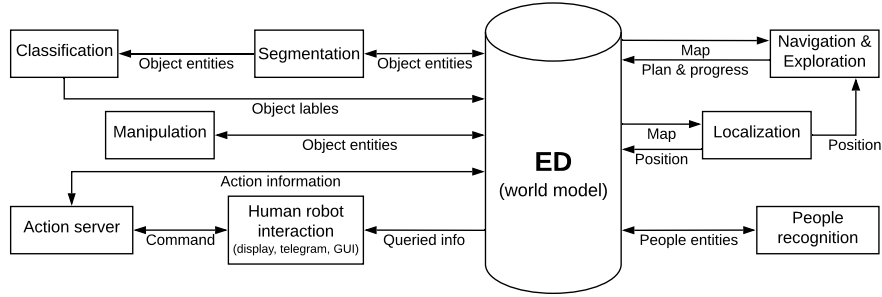 Classification
Object entities
Segmentation
Object entities
Object lables
Manipulation
Object entities
Action information
Action server
Command
Human robot
interaction
(display, telegram, GUI)
Queried info
ED
(world model)
Map
Plan & progress
Navigation &
Exploration
Map
Position
Localization
Position
People entities
People
recognition